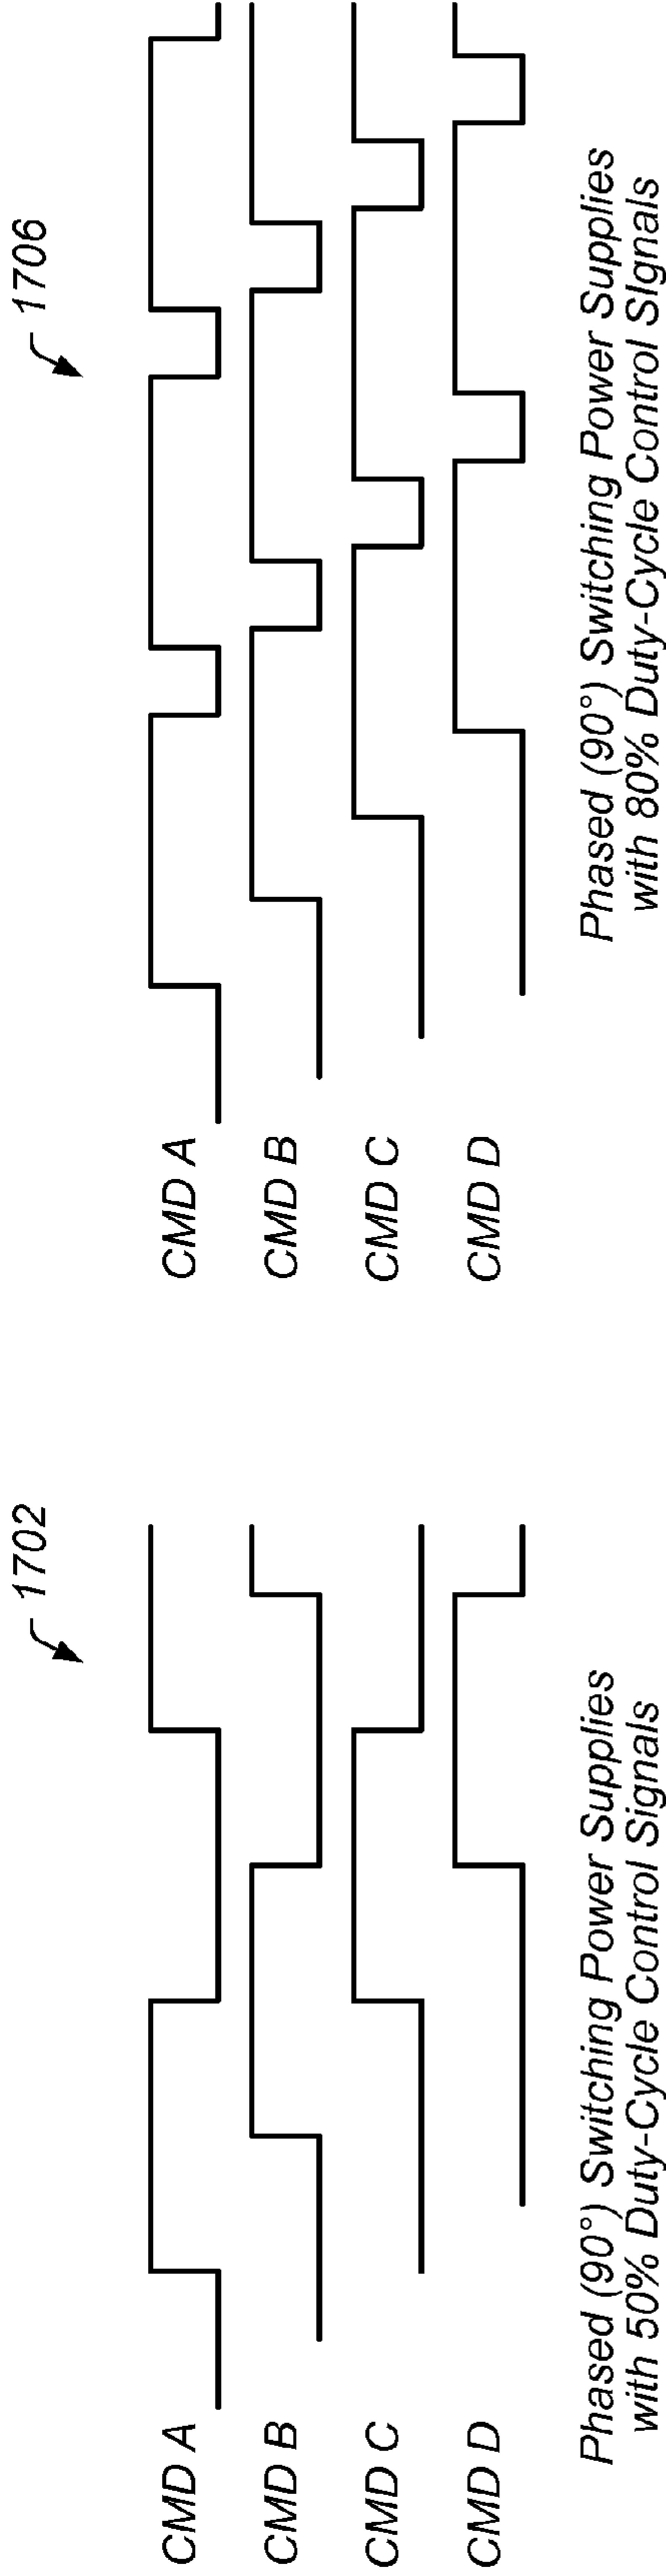 1702
CMD A
CMD B
CMD C
CMD D
Phased (90°) Switching Power Supplies
with 50% Duty-Cycle Control Signals
1706
CMD A
CMD B
CMD C
CMD D
Phased (90°) Switching Power Supplies
with 80% Duty-Cycle Control SIgnals